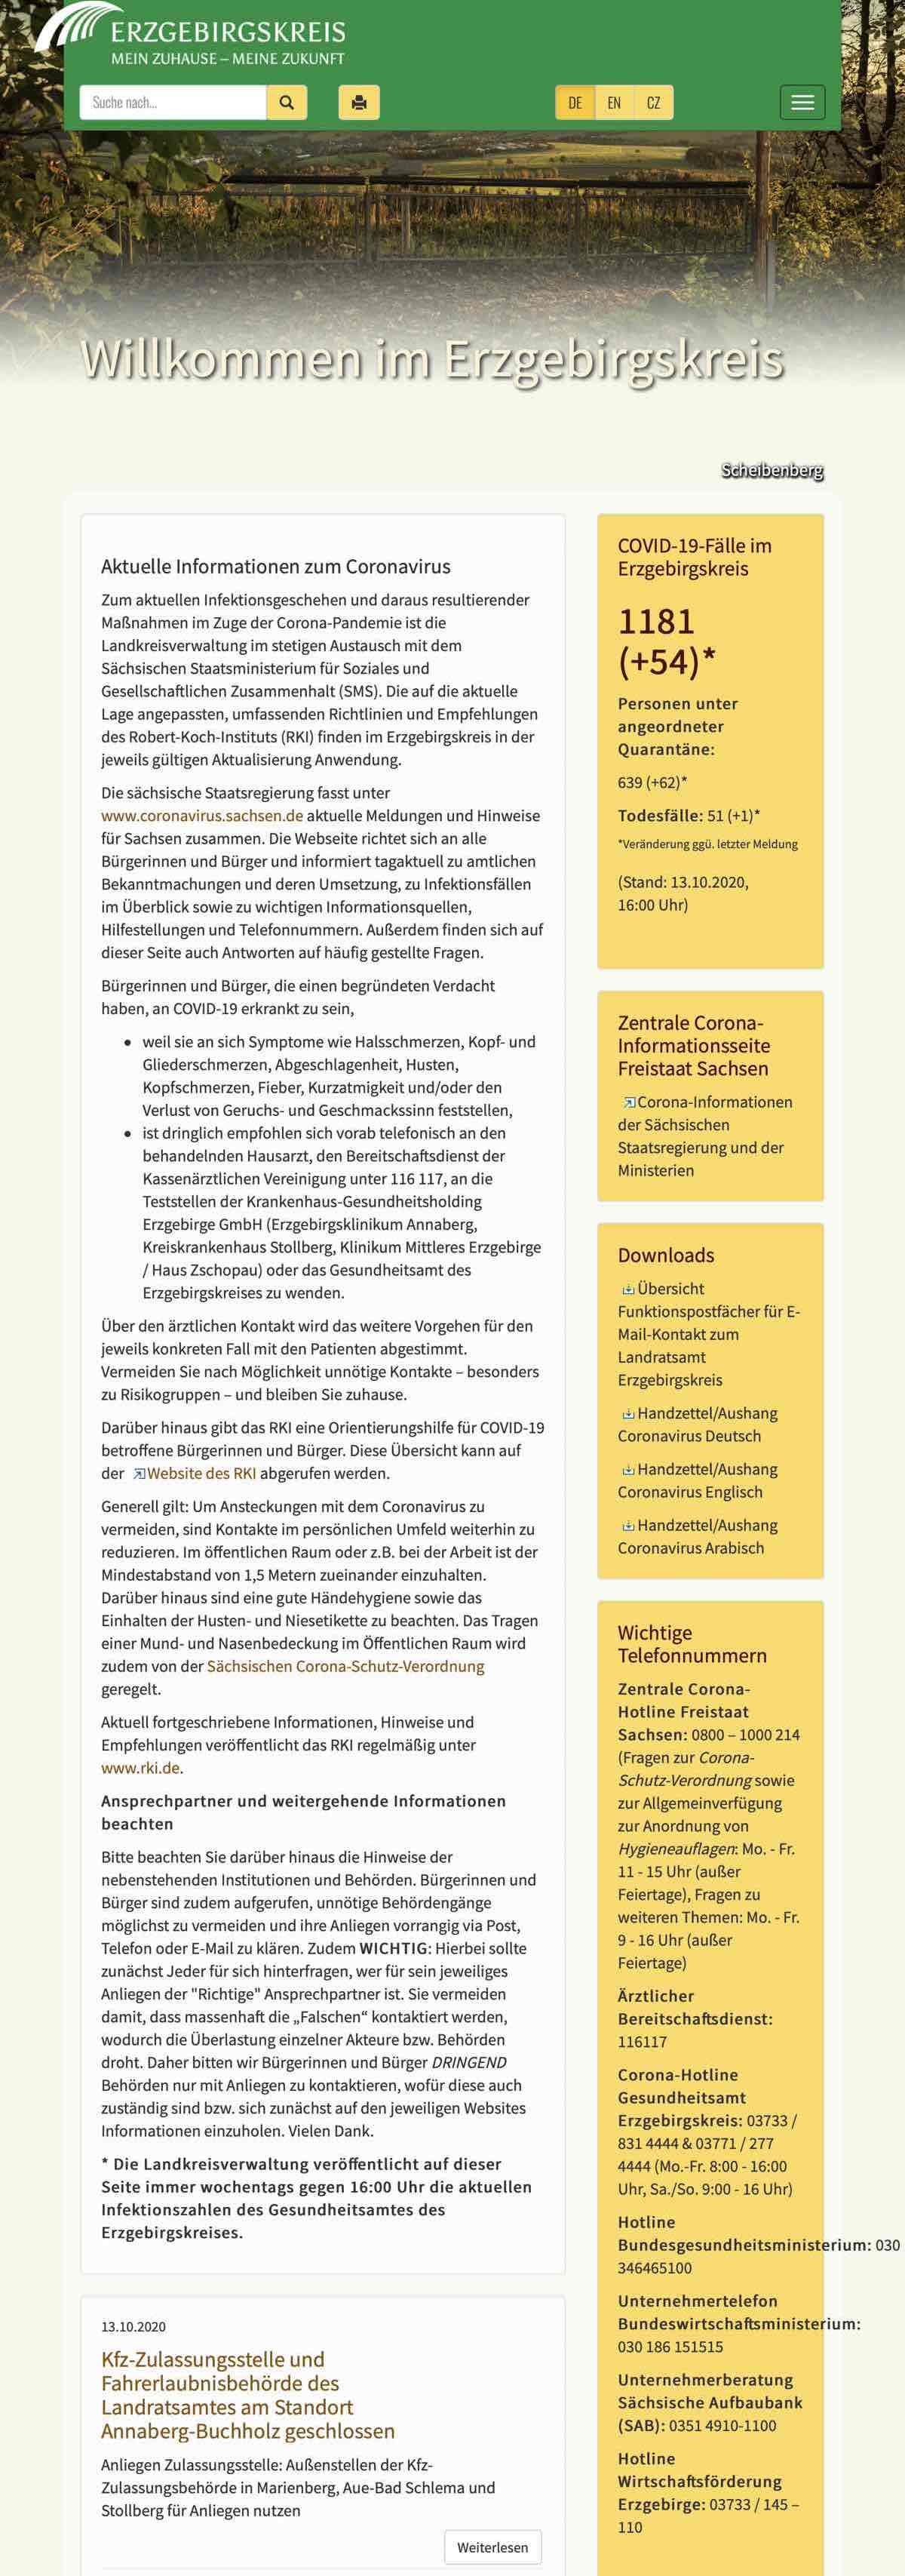 ERZGEBIRGSKREIS
MEIN ZUHAUSE – MEINE ZUKUNFT
Suche nach...
DE
EN
CZ
Willkommen im Erzgebirgskreis
Scheibenberg
Aktuelle Informationen zum Coronavirus
Zum aktuellen Infektionsgeschehen und daraus resultierender
Maßnahmen im Zuge der Corona-Pandemie ist die
Landkreisverwaltung im stetigen Austausch mit dem
Sächsischen Staatsministerium für Soziales und
Gesellschaftlichen Zusammenhalt (SMS). Die auf die aktuelle
Lage angepassten, umfassenden Richtlinien und Empfehlungen
des Robert-Koch-Instituts (RKI) finden im Erzgebirgskreis in der
jeweils gültigen Aktualisierung Anwendung.
Die sächsische Staatsregierung fasst unter
www.coronavirus.sachsen.de aktuelle Meldungen und Hinweise
für Sachsen zusammen. Die Webseite richtet sich an alle
Bürgerinnen und Bürger und informiert tagaktuell zu amtlichen
Bekanntmachungen und deren Umsetzung, zu Infektionsfällen
im Überblick sowie zu wichtigen Informationsquellen,
Hilfestellungen und Telefonnummern. Außerdem finden sich auf
dieser Seite auch Antworten auf häufig gestellte Fragen.
Bürgerinnen und Bürger, die einen begründeten Verdacht
haben, an COVID-19 erkrankt zu sein,
• weil sie an sich Symptome wie Halsschmerzen, Kopf- und
Gliederschmerzen, Abgeschlagenheit, Husten,
Kopfschmerzen, Fieber, Kurzatmigkeit und/oder den
Verlust von Geruchs- und Geschmackssinn feststellen,
• ist dringlich empfohlen sich vorab telefonisch an den
behandelnden Hausarzt, den Bereitschaftsdienst der
Kassenärztlichen Vereinigung unter 116 117, an die
Teststellen der Krankenhaus-Gesundheitsholding
Erzgebirge GmbH (Erzgebirgsklinikum Annaberg,
Kreiskrankenhaus Stollberg, Klinikum Mittleres Erzgebirge
/ Haus Zschopau) oder das Gesundheitsamt des
Erzgebirgskreises zu wenden.
Über den ärztlichen Kontakt wird das weitere Vorgehen für den
jeweils konkreten Fall mit den Patienten abgestimmt.
Vermeiden Sie nach Möglichkeit unnötige Kontakte – besonders
zu Risikogruppen – und bleiben Sie zuhause.
Darüber hinaus gibt das RKI eine Orientierungshilfe für COVID-19
betroffene Bürgerinnen und Bürger. Diese Übersicht kann auf
der Website des RKI abgerufen werden.
Generell gilt: Um Ansteckungen mit dem Coronavirus zu
vermeiden, sind Kontakte im persönlichen Umfeld weiterhin zu
reduzieren. Im öffentlichen Raum oder z.B. bei der Arbeit ist der
Mindestabstand von 1,5 Metern zueinander einzuhalten.
Darüber hinaus sind eine gute Händehygiene sowie das
Einhalten der Husten- und Niesetikette zu beachten. Das Tragen
einer Mund- und Nasenbedeckung im Öffentlichen Raum wird
zudem von der Sächsischen Corona-Schutz-Verordnung
geregelt.
Aktuell fortgeschriebene Informationen, Hinweise und
Empfehlungen veröffentlicht das RKI regelmäßig unter
www.rki.de.
Ansprechpartner und weitergehende Informationen
beachten
Bitte beachten Sie darüber hinaus die Hinweise der
nebenstehenden Institutionen und Behörden. Bürgerinnen und
Bürger sind zudem aufgerufen, unnötige Behördengänge
möglichst zu vermeiden und ihre Anliegen vorrangig via Post,
Telefon oder E-Mail zu klären. Zudem WICHTIG: Hierbei sollte
zunächst Jeder für sich hinterfragen, wer für sein jeweiliges
Anliegen der "Richtige" Ansprechpartner ist. Sie vermeiden
damit, dass massenhaft die „Falschen“ kontaktiert werden,
wodurch die Überlastung einzelner Akteure bzw. Behörden
droht. Daher bitten wir Bürgerinnen und Bürger DRINGEND
Behörden nur mit Anliegen zu kontaktieren, wofür diese auch
zuständig sind bzw. sich zunächst auf den jeweiligen Websites
Informationen einzuholen. Vielen Dank.
* Die Landkreisverwaltung veröffentlicht auf dieser
Seite immer wochentags gegen 16:00 Uhr die aktuellen
Infektionszahlen des Gesundheitsamtes des
Erzgebirgskreises.
13.10.2020
Kfz-Zulassungsstelle und
Fahrerlaubnisbehörde des
Landratsamtes am Standort
Annaberg-Buchholz geschlossen
Anliegen Zulassungsstelle: Außenstellen der Kfz-
Zulassungsbehörde in Marienberg, Aue-Bad Schlema und
Stollberg für Anliegen nutzen
Weiterlesen
COVID-19-Fälle im
Erzgebirgskreis
1181
(+54)*
Personen unter
angeordneter
Quarantäne:
639 (+62)*
Todesfälle: 51 (+1)*
*Veränderung ggü. letzter Meldung
(Stand: 13.10.2020,
16:00 Uhr)
Zentrale Corona-
Informationsseite
Freistaat Sachsen
Corona-Informationen
der Sächsischen
Staatsregierung und der
Ministerien
Downloads
Übersicht
Funktionspostfächer für E-
Mail-Kontakt zum
Landratsamt
Erzgebirgskreis
Handzettel/Aushang
Coronavirus Deutsch
Handzettel/Aushang
Coronavirus Englisch
Handzettel/Aushang
Coronavirus Arabisch
Wichtige
Telefonnummern
Zentrale Corona-
Hotline Freistaat
Sachsen: 0800 – 1000 214
(Fragen zur Corona-
Schutz-Verordnung sowie
zur Allgemeinverfügung
zur Anordnung von
Hygieneauflagen: Mo. - Fr.
11 - 15 Uhr (außer
Feiertage), Fragen zu
weiteren Themen: Mo. - Fr.
9 - 16 Uhr (außer
Feiertage)
Ärztlicher
Bereitschaftsdienst:
116117
Corona-Hotline
Gesundheitsamt
Erzgebirgskreis: 03733 /
831 4444 & 03771 / 277
4444 (Mo.-Fr. 8:00 - 16:00
Uhr, Sa./So. 9:00 - 16 Uhr)
Hotline
Bundesgesundheitsministerium: 030
346465100
Unternehmertelefon
Bundeswirtschaftsministerium:
030 186 151515
Unternehmerberatung
Sächsische Aufbaubank
(SAB): 0351 4910-1100
Hotline
Wirtschaftsförderung
Erzgebirge: 03733 / 145 –
110